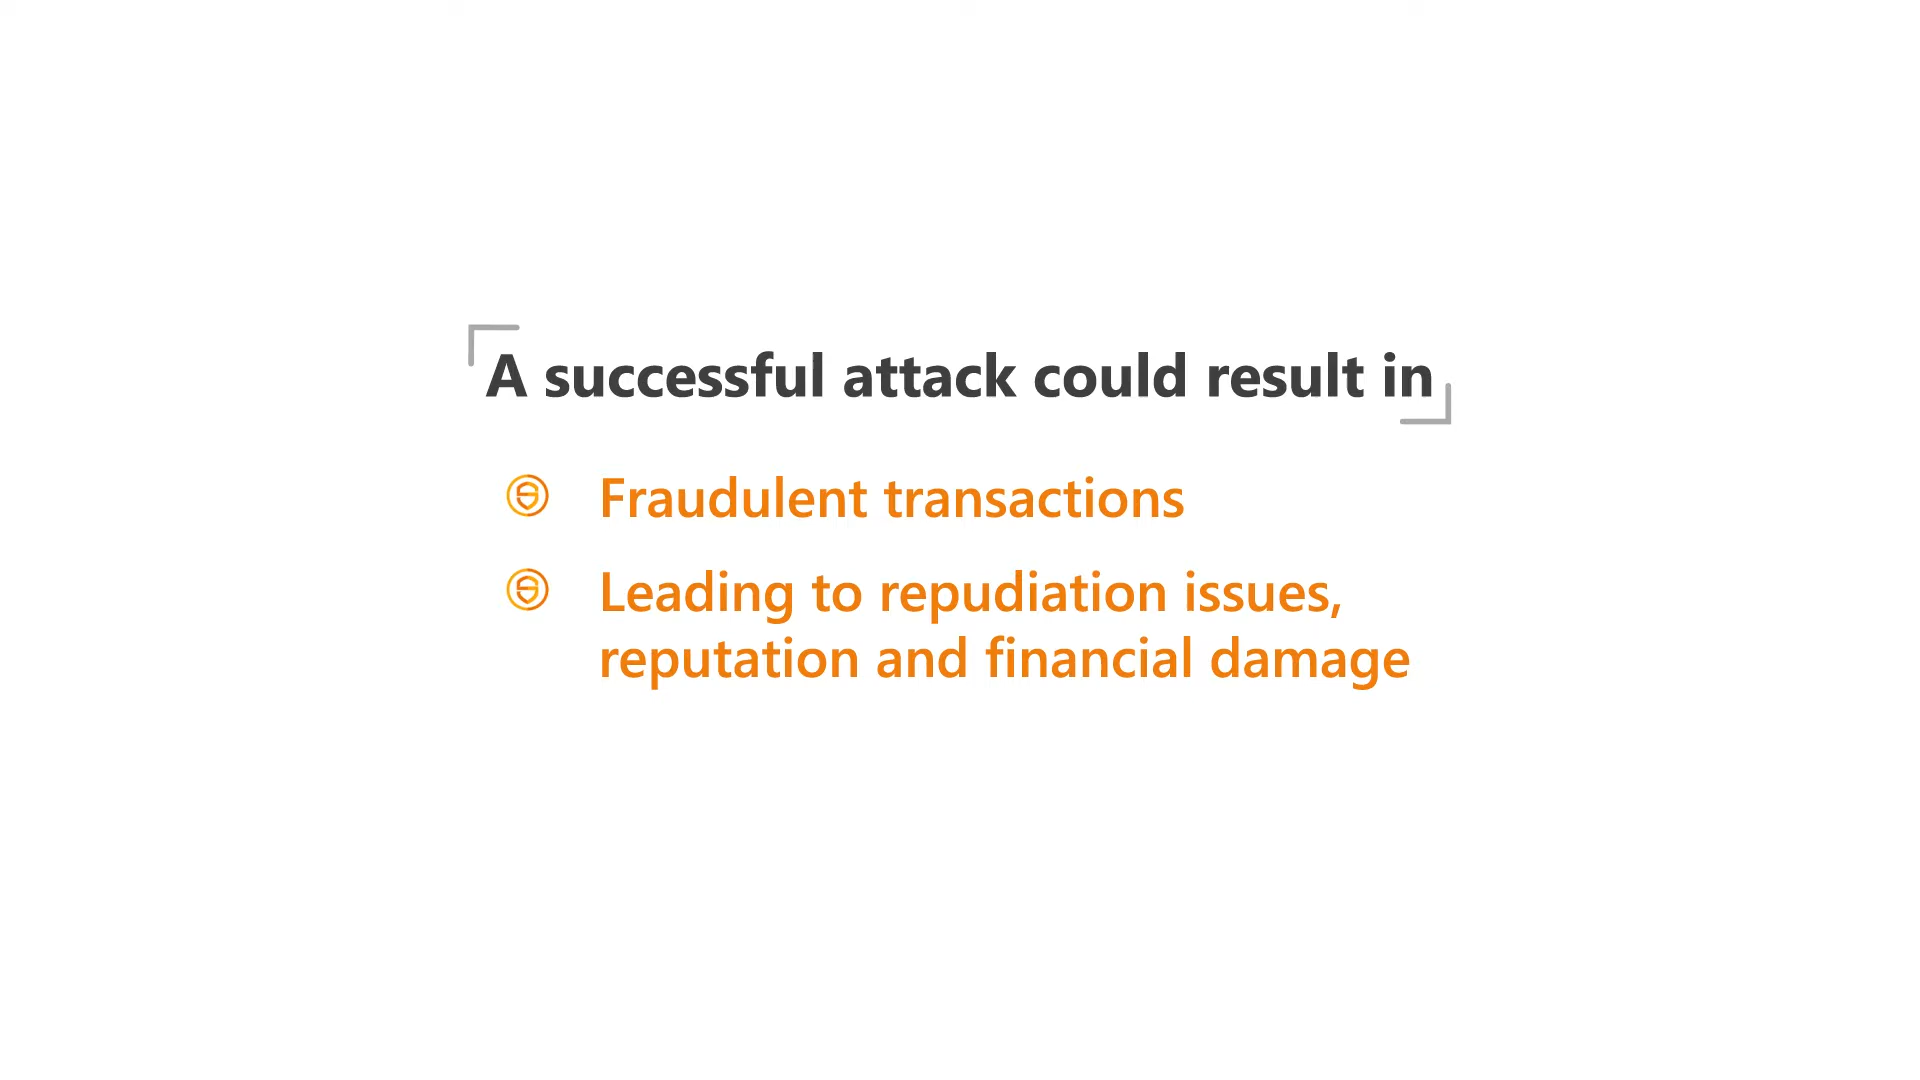 A successful attack could result in
Fraudulent transactions
Leading to repudiation issues,
reputation and financial damage